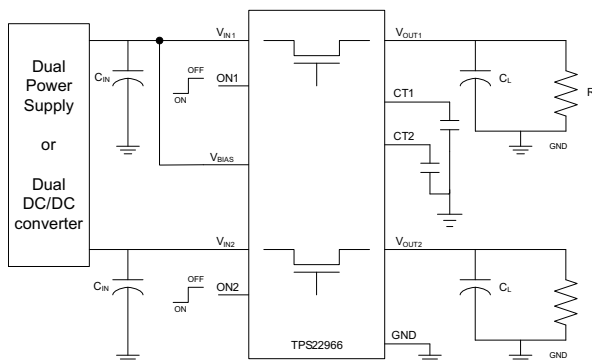 Dual
Power
Supply
or
Dual
DC/DC
converter
CIN
VIN1
OFF
ON
ON1
VBIAS
VIN2
CIN
OFF
ON
ON2
VOUT1
CL
R
GND
CT1
CT2
VOUT2
CL
GND
GND
TPS22966